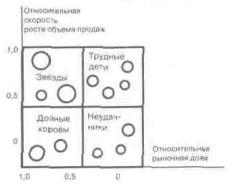 Относительная
скорость
роста объема продаж
1,0
Звезды
Трудные
дети
0,5
Дойные
коровы
Неудач-
ники
0
Относительная
рыночная доля
1,0 0,5 0